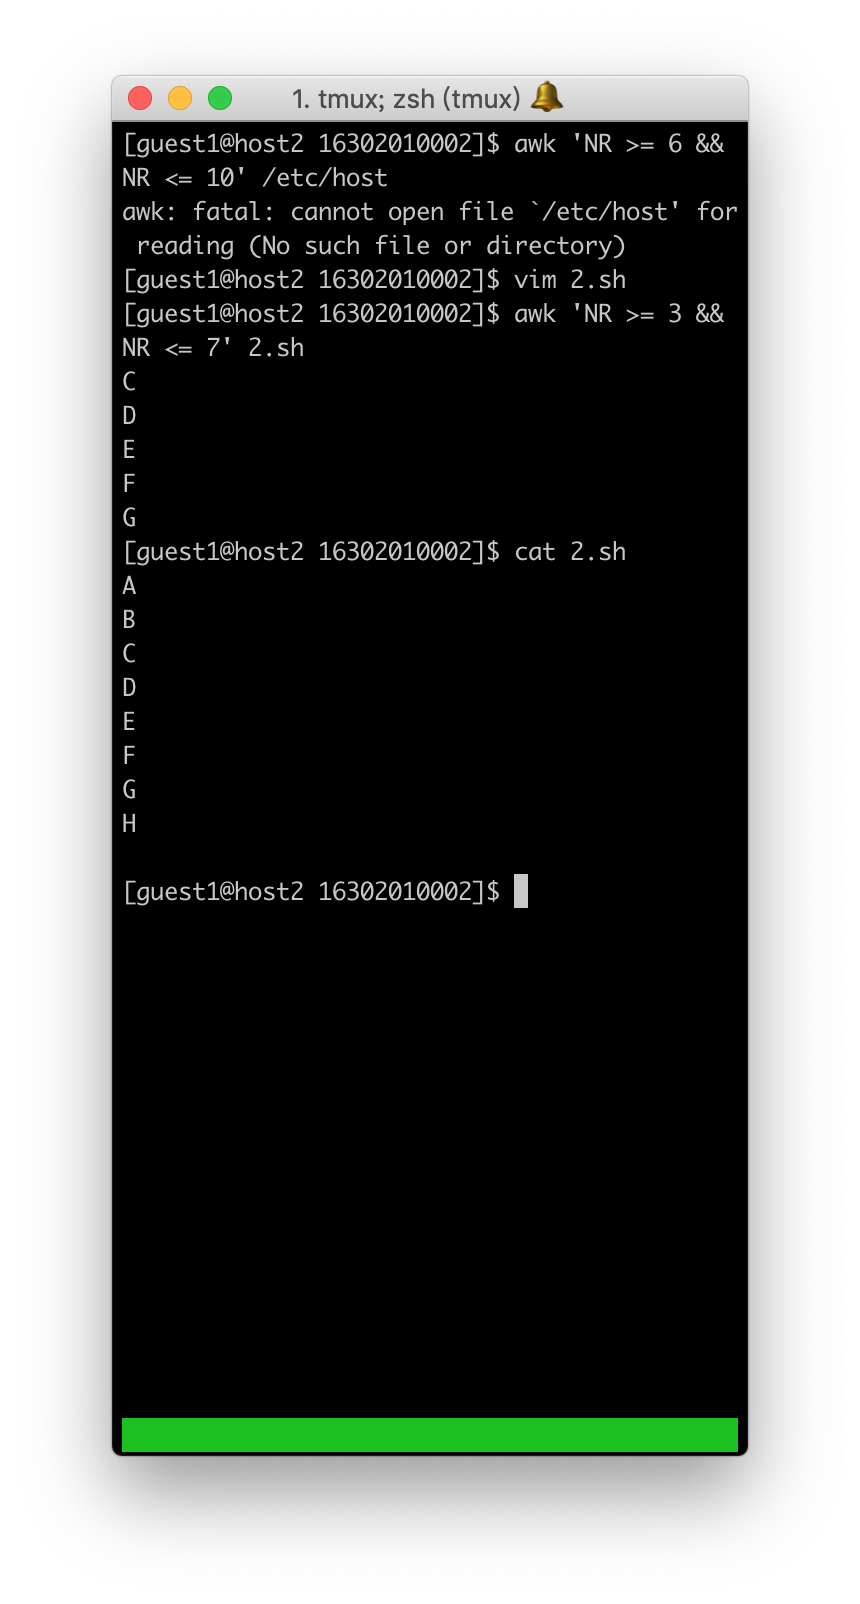 1. tmux; zsh (tmux) 🔔
[guest1@host2 16302010002]$ awk 'NR >= 6 &&
NR <= 10' /etc/host
awk: fatal: cannot open file `/etc/host' for
 reading (No such file or directory)
[guest1@host2 16302010002]$ vim 2.sh
[guest1@host2 16302010002]$ awk 'NR >= 3 &&
NR <= 7' 2.sh
C
D
E
F
G
[guest1@host2 16302010002]$ cat 2.sh
A
B
C
D
E
F
G
H

[guest1@host2 16302010002]$